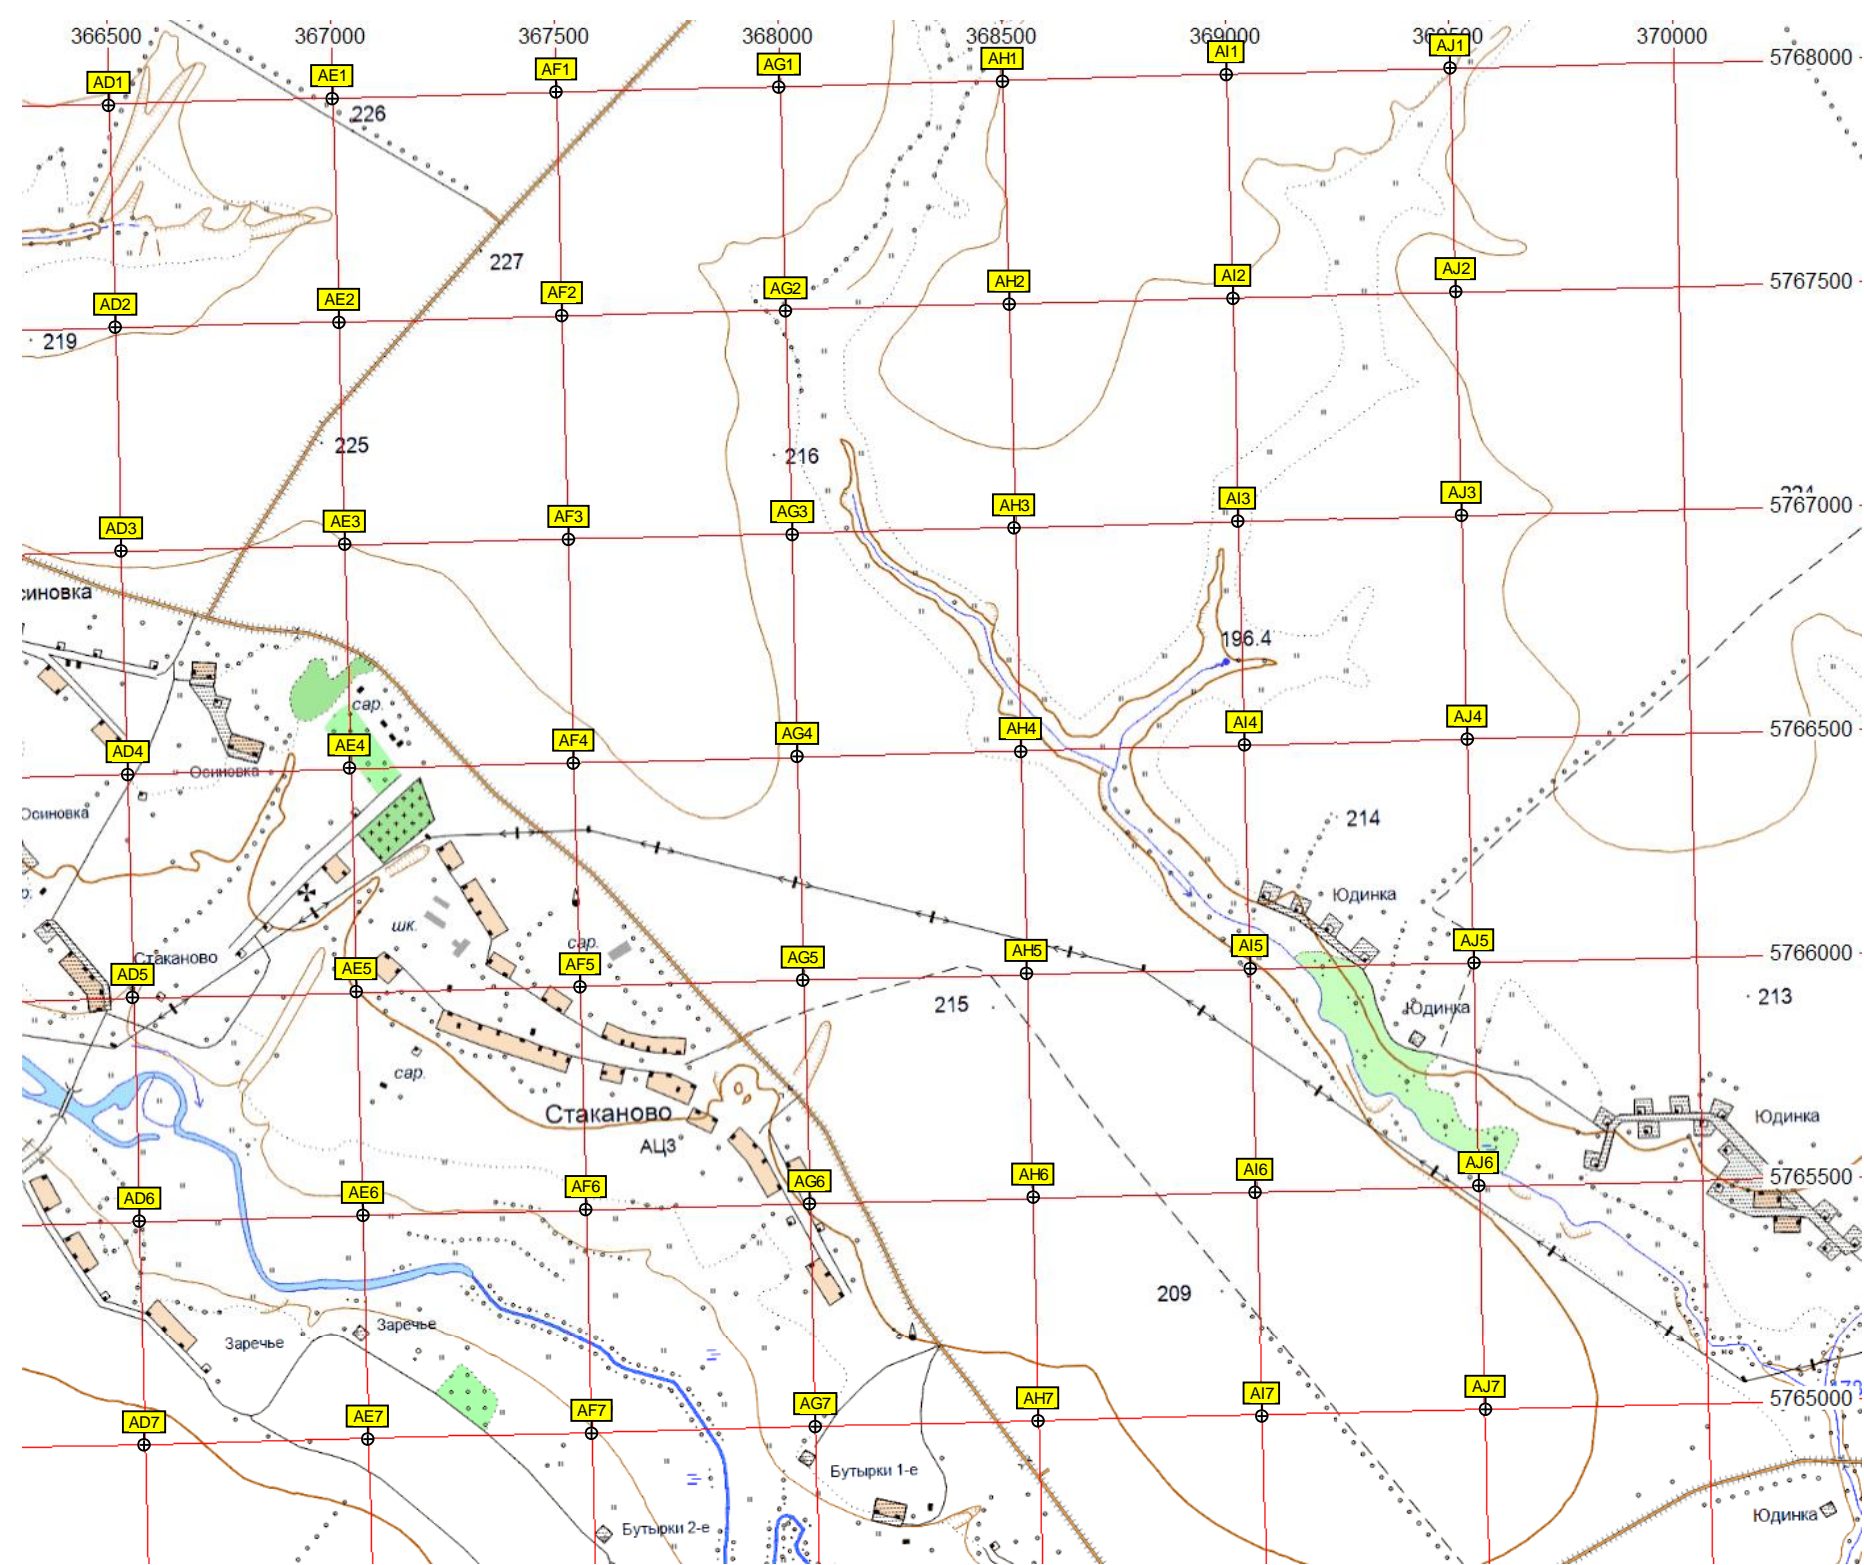 366500 367000 367500 368000 368500 369000 369500 370000
5768000
AD1 AE1 AF1 AG1 AH1 AI1 AJ1
226
227
5767500
AD2 AE2 AF2 AG2 AH2 AI2 AJ2
219
225
216
5767000
AD3 AE3 AF3 AG3 AH3 AI3 AJ3
синовка
196.4
сар.
5766500
AD4 AE4 AF4 AG4 AH4 AI4 AJ4
Осиновка
Осиновка
214
Юдинка
шк.
сар.
Стаканово
5766000
AD5 AE5 AF5 AG5 AH5 AI5 AJ5
215
213
Юдинка
сар.
Стаканово
АЦЗ
Юдинка
5765500
AD6 AE6 AF6 AG6 AH6 AI6 AJ6
209
Заречье
Заречье
5765000
AD7 AE7 AF7 AG7 AH7 AI7 AJ7
Бутырки 1-е
Бутырки 2-е
Юдинка